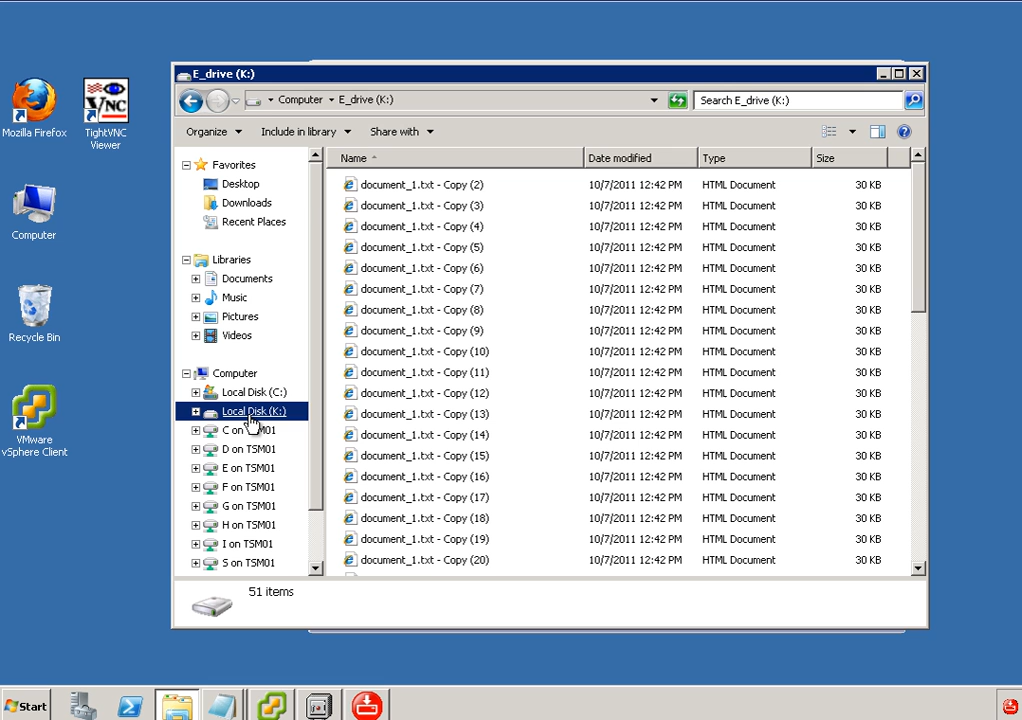 E_drive (K:)
Computer E_drive (K:)
Search E_drive (K:)
Organize Include in library Share with
Mozilla Firefox
TightVNC
Viewer
Computer
Recycle Bin
VMware
vSphere Client
Favorites
Desktop
Downloads
Recent Places
Libraries
Documents
Music
Pictures
Videos
Computer
Local Disk (C:)
Local Disk (K:)
C on TSM01
D on TSM01
E on TSM01
F on TSM01
G on TSM01
H on TSM01
I on TSM01
S on TSM01
Name Date modified Type Size
document_1.txt - Copy (2) 10/7/2011 12:42 PM HTML Document 30 KB
document_1.txt - Copy (3) 10/7/2011 12:42 PM HTML Document 30 KB
document_1.txt - Copy (4) 10/7/2011 12:42 PM HTML Document 30 KB
document_1.txt - Copy (5) 10/7/2011 12:42 PM HTML Document 30 KB
document_1.txt - Copy (6) 10/7/2011 12:42 PM HTML Document 30 KB
document_1.txt - Copy (7) 10/7/2011 12:42 PM HTML Document 30 KB
document_1.txt - Copy (8) 10/7/2011 12:42 PM HTML Document 30 KB
document_1.txt - Copy (9) 10/7/2011 12:42 PM HTML Document 30 KB
document_1.txt - Copy (10) 10/7/2011 12:42 PM HTML Document 30 KB
document_1.txt - Copy (11) 10/7/2011 12:42 PM HTML Document 30 KB
document_1.txt - Copy (12) 10/7/2011 12:42 PM HTML Document 30 KB
document_1.txt - Copy (13) 10/7/2011 12:42 PM HTML Document 30 KB
document_1.txt - Copy (14) 10/7/2011 12:42 PM HTML Document 30 KB
document_1.txt - Copy (15) 10/7/2011 12:42 PM HTML Document 30 KB
document_1.txt - Copy (16) 10/7/2011 12:42 PM HTML Document 30 KB
document_1.txt - Copy (17) 10/7/2011 12:42 PM HTML Document 30 KB
document_1.txt - Copy (18) 10/7/2011 12:42 PM HTML Document 30 KB
document_1.txt - Copy (19) 10/7/2011 12:42 PM HTML Document 30 KB
document_1.txt - Copy (20) 10/7/2011 12:42 PM HTML Document 30 KB
51 items
Start